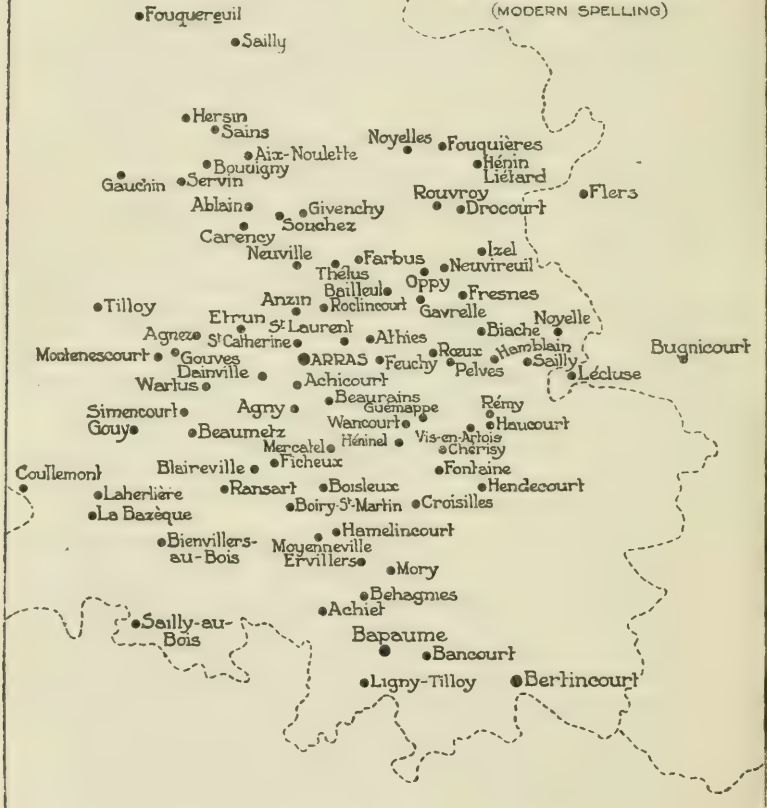 (MODERN SPELLING)
Fouquereuil
Sailly
Hersin
Sains
Noyelles
Fouquières
Aix-Noulette
Bouvigny
Hénin
Liétard
Gauchin
Servin
Flers
Rouvroy
Ablain
Givenchy
Drocourt
Souchez
Carency
Neuville
Izel
Farbus
Thélus
Neuvireuil
Oppy
Bailleul
Fresnes
Anzin
Tilloy
Roclincourt
Gavrelle
Etrun
St Laurent
Noyelle
Biache
Agnez
St Catherine
Athies
Hamblain
Bugnicourt
Montenescourt
Gouves
ARRAS
Feuchy
Rœux
Pelves
Sailly
Dainville
Lécluse
Wartus
Achicourt
Beaurains
Rémy
Simencourt
Agny
Guémappe
Wancourt
Haucourt
Gouy
Beaumetz
Vis-en-Artois
Héninel
Mercatel
Chérisy
Ficheux
Blaireville
Fontaine
Coullemont
Laherlière
Ransart
Boisleux
Hendecourt
Boiry-St-Martin
Croisilles
La Bazèque
Hamelincourt
Bienvillers-
au-Bois
Moyenneville
Ervillers
Mory
Behagnies
Achiet
Sailly-au-
Bois
Bapaume
Bancourt
Ligny-Tilloy
Bertincourt